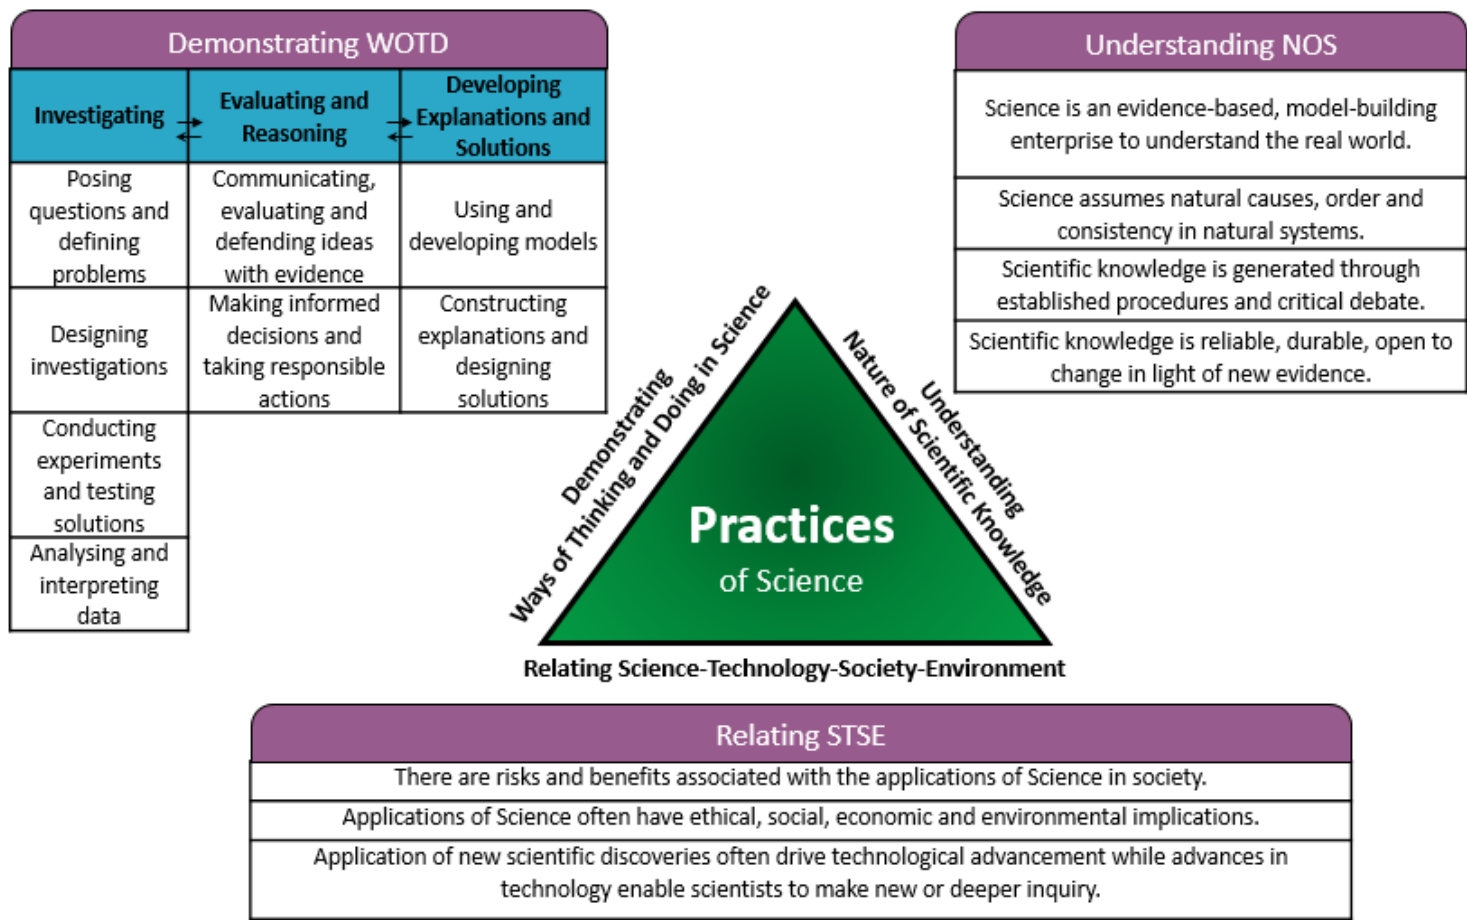 Demonstrating WOTD
Investigating
Evaluating and
Reasoning
Developing
Explanations and
Solutions
Posing
questions and
defining
problems
Communicating,
evaluating and
defending ideas
with evidence
Using and
developing models
Designing
investigations
Making informed
decisions and
taking responsible
actions
Constructing
explanations and
designing
solutions
Conducting
experiments
and testing
solutions
Analysing and
interpreting
data
Understanding NOS
Science is an evidence-based, model-building
enterprise to understand the real world.
Science assumes natural causes, order and
consistency in natural systems.
Scientific knowledge is generated through
established procedures and critical debate.
Scientific knowledge is reliable, durable, open to
change in light of new evidence.
Demonstrating
Ways of Thinking and Doing in Science
Understanding
Nature of Scientific Knowledge
Practices
of Science
Relating Science-Technology-Society-Environment
Relating STSE
There are risks and benefits associated with the applications of Science in society.
Applications of Science often have ethical, social, economic and environmental implications.
Application of new scientific discoveries often drive technological advancement while advances in
technology enable scientists to make new or deeper inquiry.